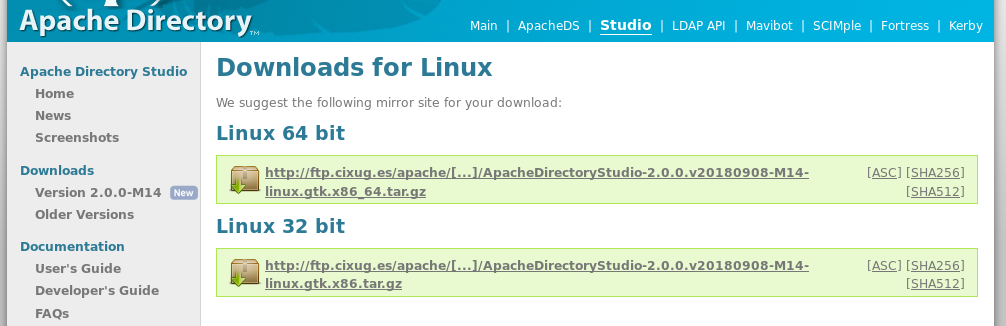 Apache Directory™
Main | ApacheDS | Studio | LDAP API | Mavibot | SCIMple | Fortress | Kerby
Apache Directory Studio
Home
News
Screenshots
Downloads
Version 2.0.0-M14 New
Older Versions
Documentation
User's Guide
Developer's Guide
FAQs
Downloads for Linux
We suggest the following mirror site for your download:
Linux 64 bit
http://ftp.cixug.es/apache/[...]/ApacheDirectoryStudio-2.0.0.v20180908-M14-
linux.gtk.x86_64.tar.gz
[ASC] [SHA256]
[SHA512]
Linux 32 bit
http://ftp.cixug.es/apache/[...]/ApacheDirectoryStudio-2.0.0.v20180908-M14-
linux.gtk.x86.tar.gz
[ASC] [SHA256]
[SHA512]